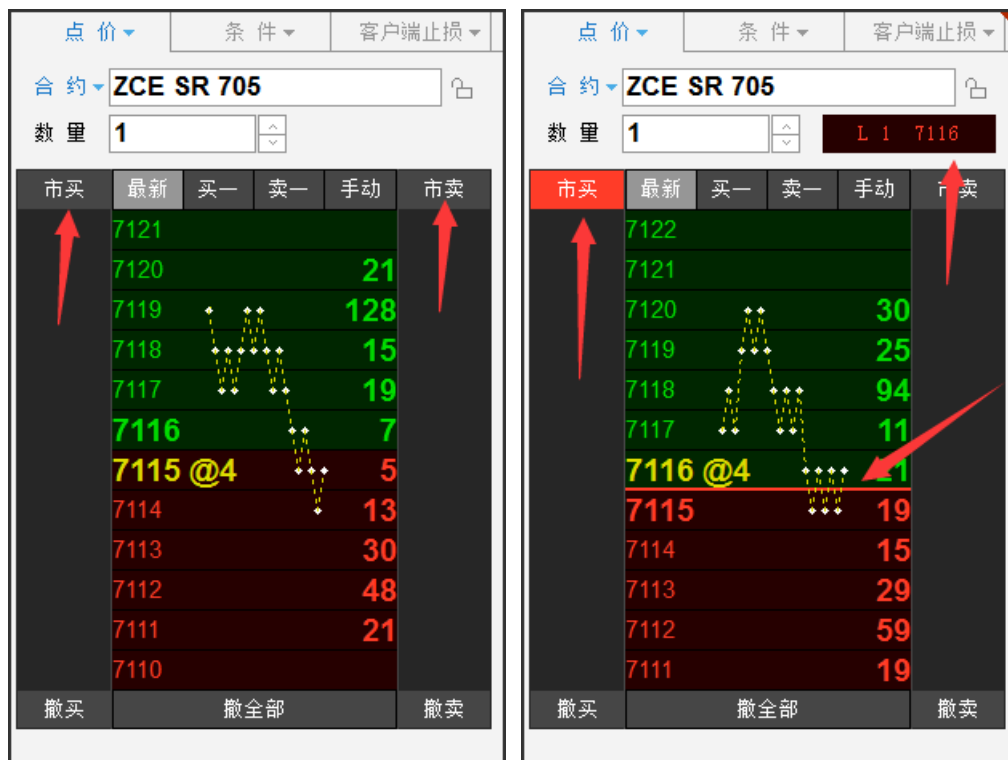 点 价 条 件 客户端止损
合 约 ZCE SR 705
数 量 1
市买 最新 买一 卖一 手动 市卖
7121
7120 21
7119 128
7118 15
7117 19
7116 7
7115 @4 5
7114 13
7113 30
7112 48
7111 21
7110
撤买 撤全部 撤卖
点 价 条 件 客户端止损
合 约 ZCE SR 705
数 量 1 L 1 7116
市买 最新 买一 卖一 手动 市卖
7122
7121
7120 30
7119 25
7118 94
7117 11
7116 @4 21
7115 19
7114 15
7113 29
7112 59
7111 19
撤买 撤全部 撤卖